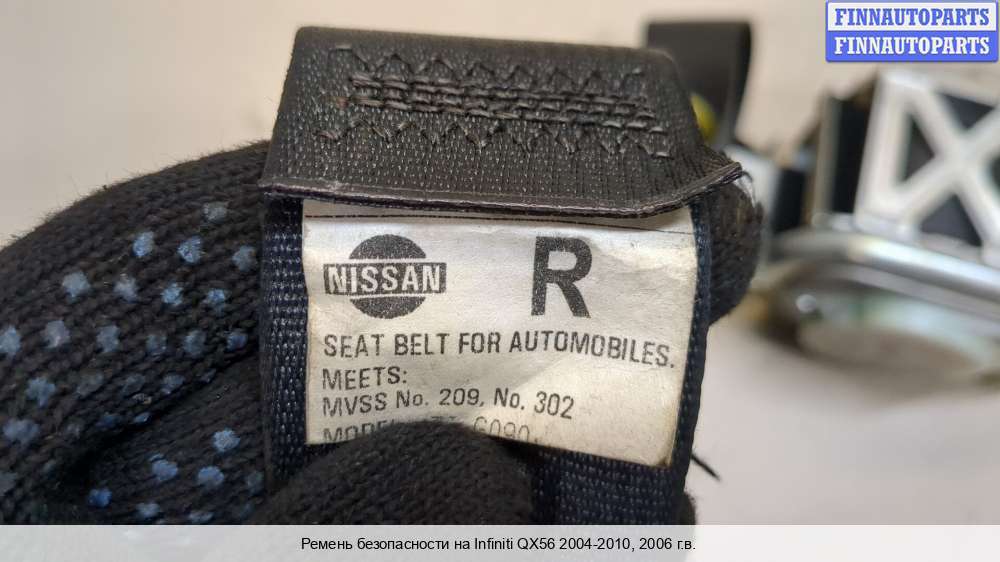 FINNAUTOPARTS
FINNAUTOPARTS
NISSAN
R
SEAT BELT FOR AUTOMOBILES.
MEETS:
MVSS No. 209, No. 302
Ремень безопасности на Infiniti QX56 2004-2010, 2006 г.в.